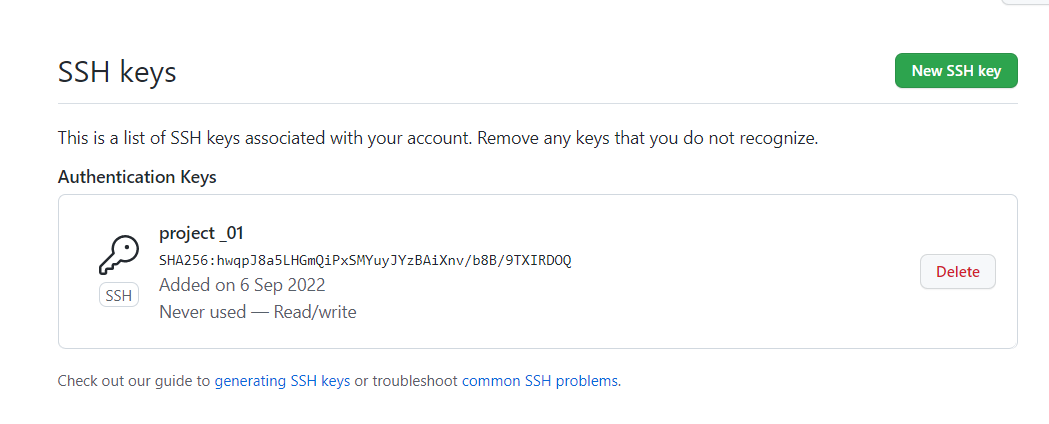 SSH keys
New SSH key
This is a list of SSH keys associated with your account. Remove any keys that you do not recognize.
Authentication Keys
project _01
SHA256:hwqpJ8a5LHGmQiPxSMYuyJYzBAiXnv/b8B/9TXIRDOQ
Added on 6 Sep 2022
Never used — Read/write
SSH
Delete
Check out our guide to generating SSH keys or troubleshoot common SSH problems.